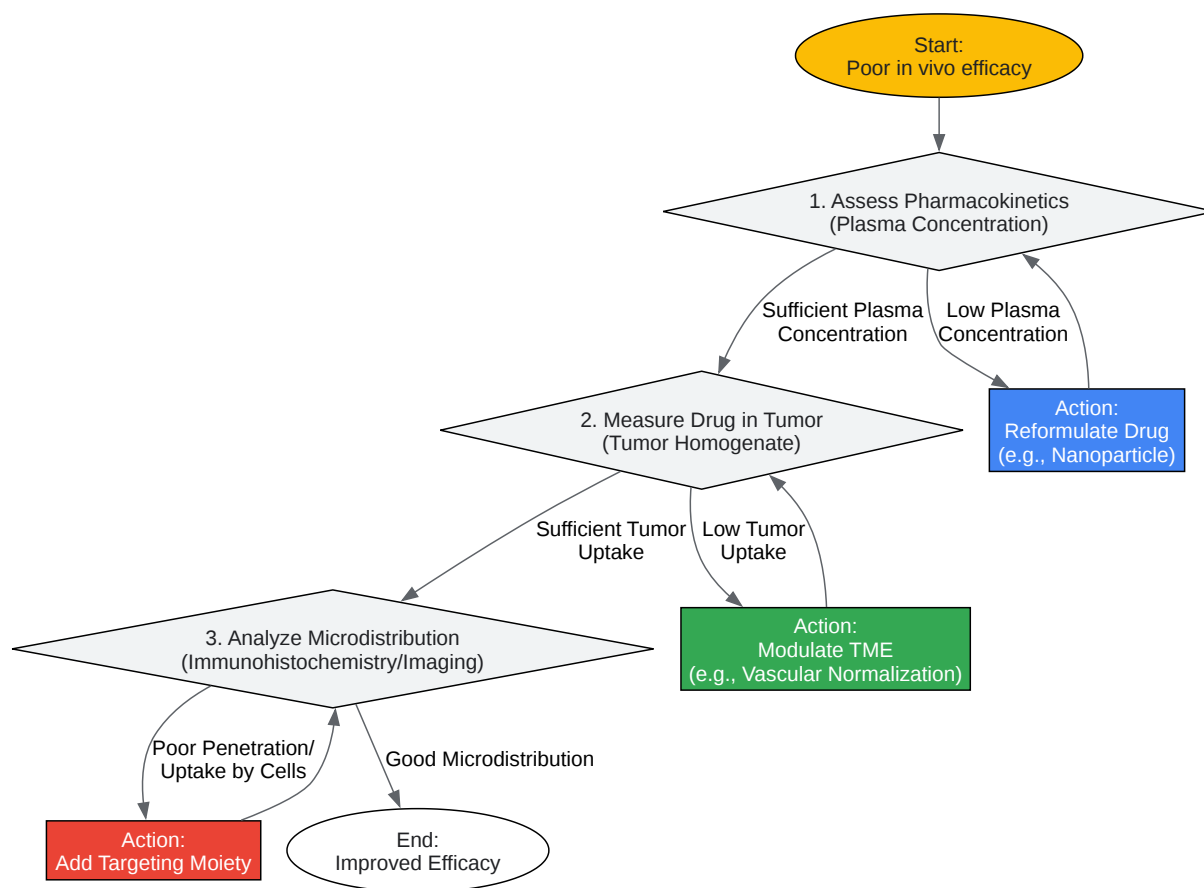 Start:
Poor in vivo efficacy
1. Assess Pharmacokinetics
(Plasma Concentration)
Sufficient Plasma
Concentration
Low Plasma
Concentration
Action:
Reformulate Drug
(e.g., Nanoparticle)
2. Measure Drug in Tumor
(Tumor Homogenate)
Sufficient Tumor
Uptake
Low Tumor
Uptake
Action:
Modulate TME
(e.g., Vascular Normalization)
3. Analyze Microdistribution
(Immunohistochemistry/Imaging)
Poor Penetration/
Uptake by Cells
Good Microdistribution
Action:
Add Targeting Moiety
End:
Improved Efficacy